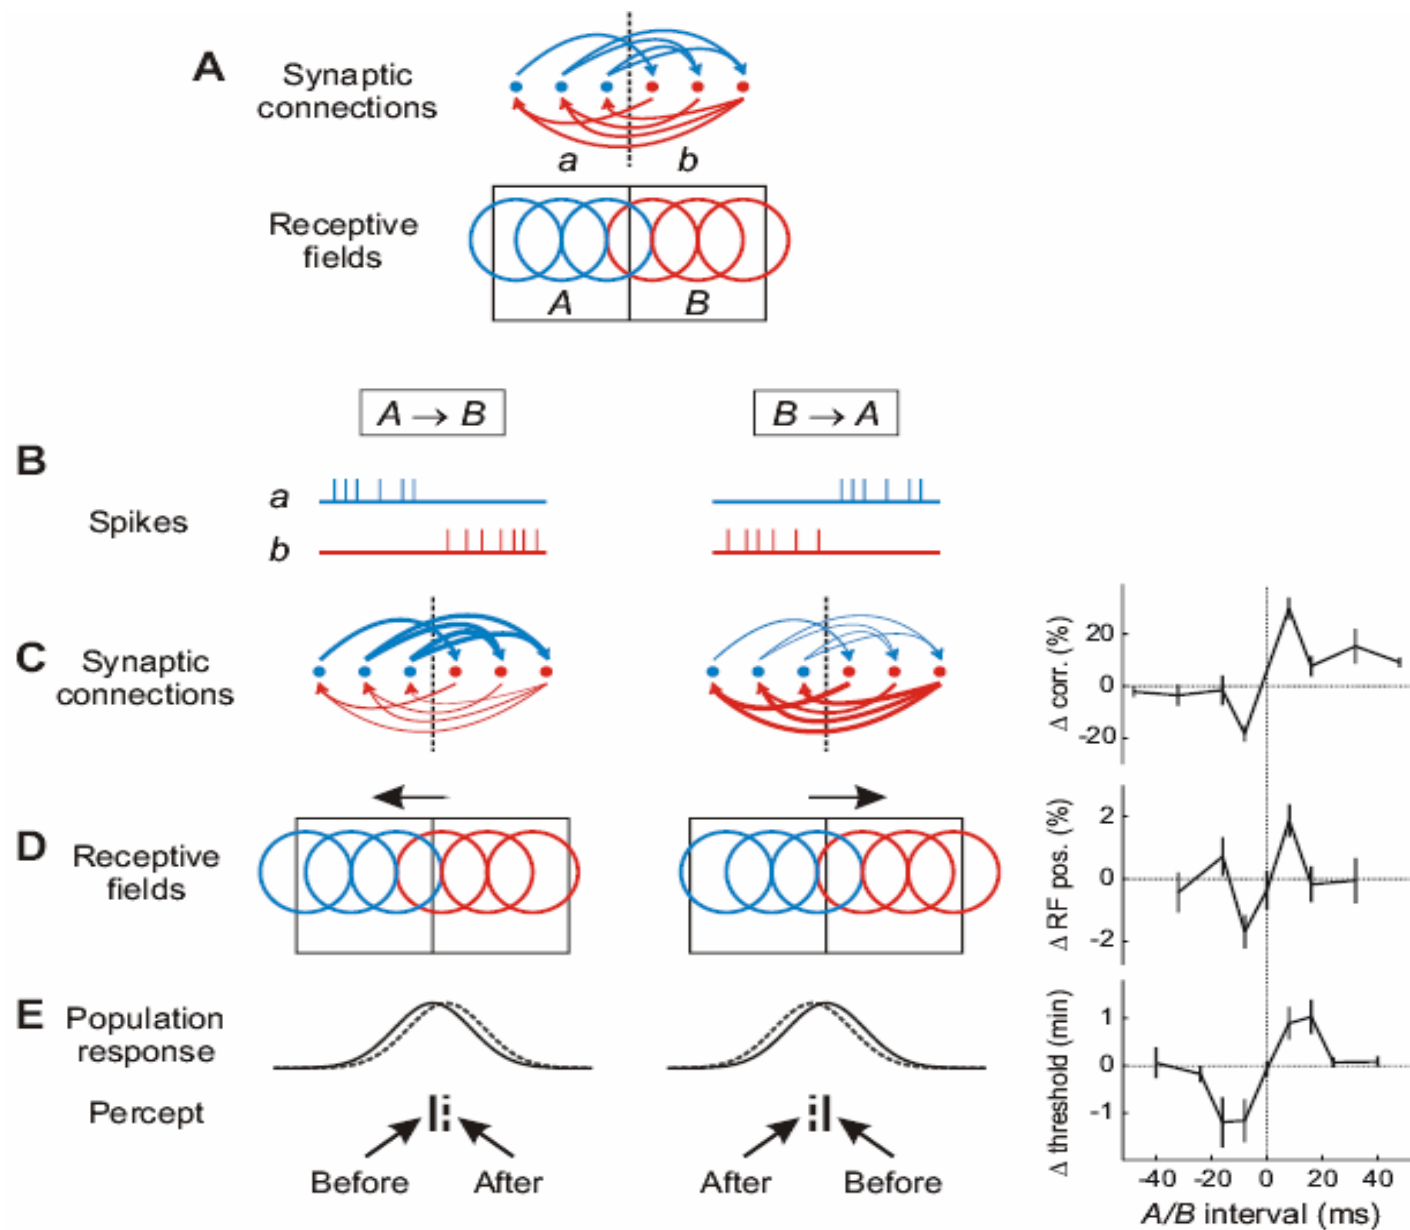 A
Synaptic
connections
a b
Receptive
fields
A B
A → B
B → A
B
Spikes
a
b
C
Synaptic
connections
Δ corr. (%)
20
0
-20
D
Receptive
fields
Δ RF pos. (%)
2
0
-2
E
Population
response
Percept
Before After
After Before
Δ threshold (min)
1
0
-1
-40 -20 0 20 40
A/B interval (ms)